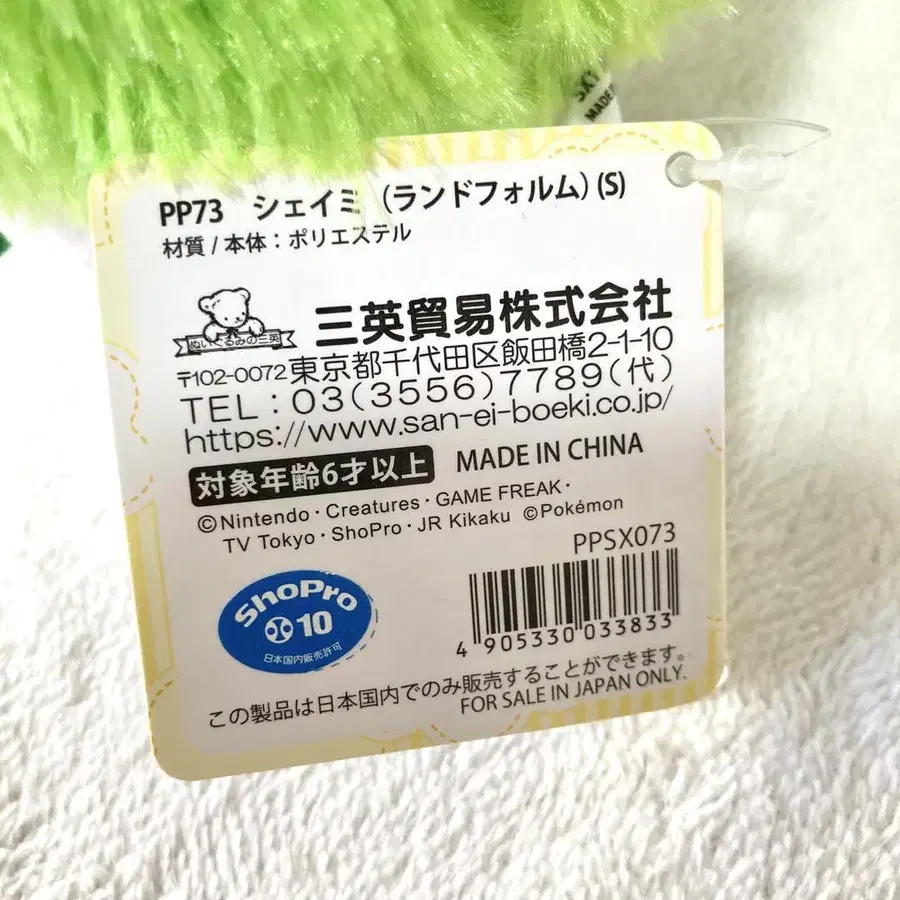 PP73 シェイミ (ランドフォルム) (S)
材質 / 本体：ポリエステル
ぬいぐるみの三英
三英貿易株式会社
〒102-0072 東京都千代田区飯田橋2-1-10
TEL：03(3556)7789(代)
https://www.san-ei-boeki.co.jp/
対象年齢6才以上 MADE IN CHINA
©Nintendo・Creatures・GAME FREAK・
TV Tokyo・ShoPro・JR Kikaku ©Pokémon
PPSX073
ShoPro
10
日本国内販売許可
4 905330 033833
この製品は日本国内でのみ販売することができます。
FOR SALE IN JAPAN ONLY.